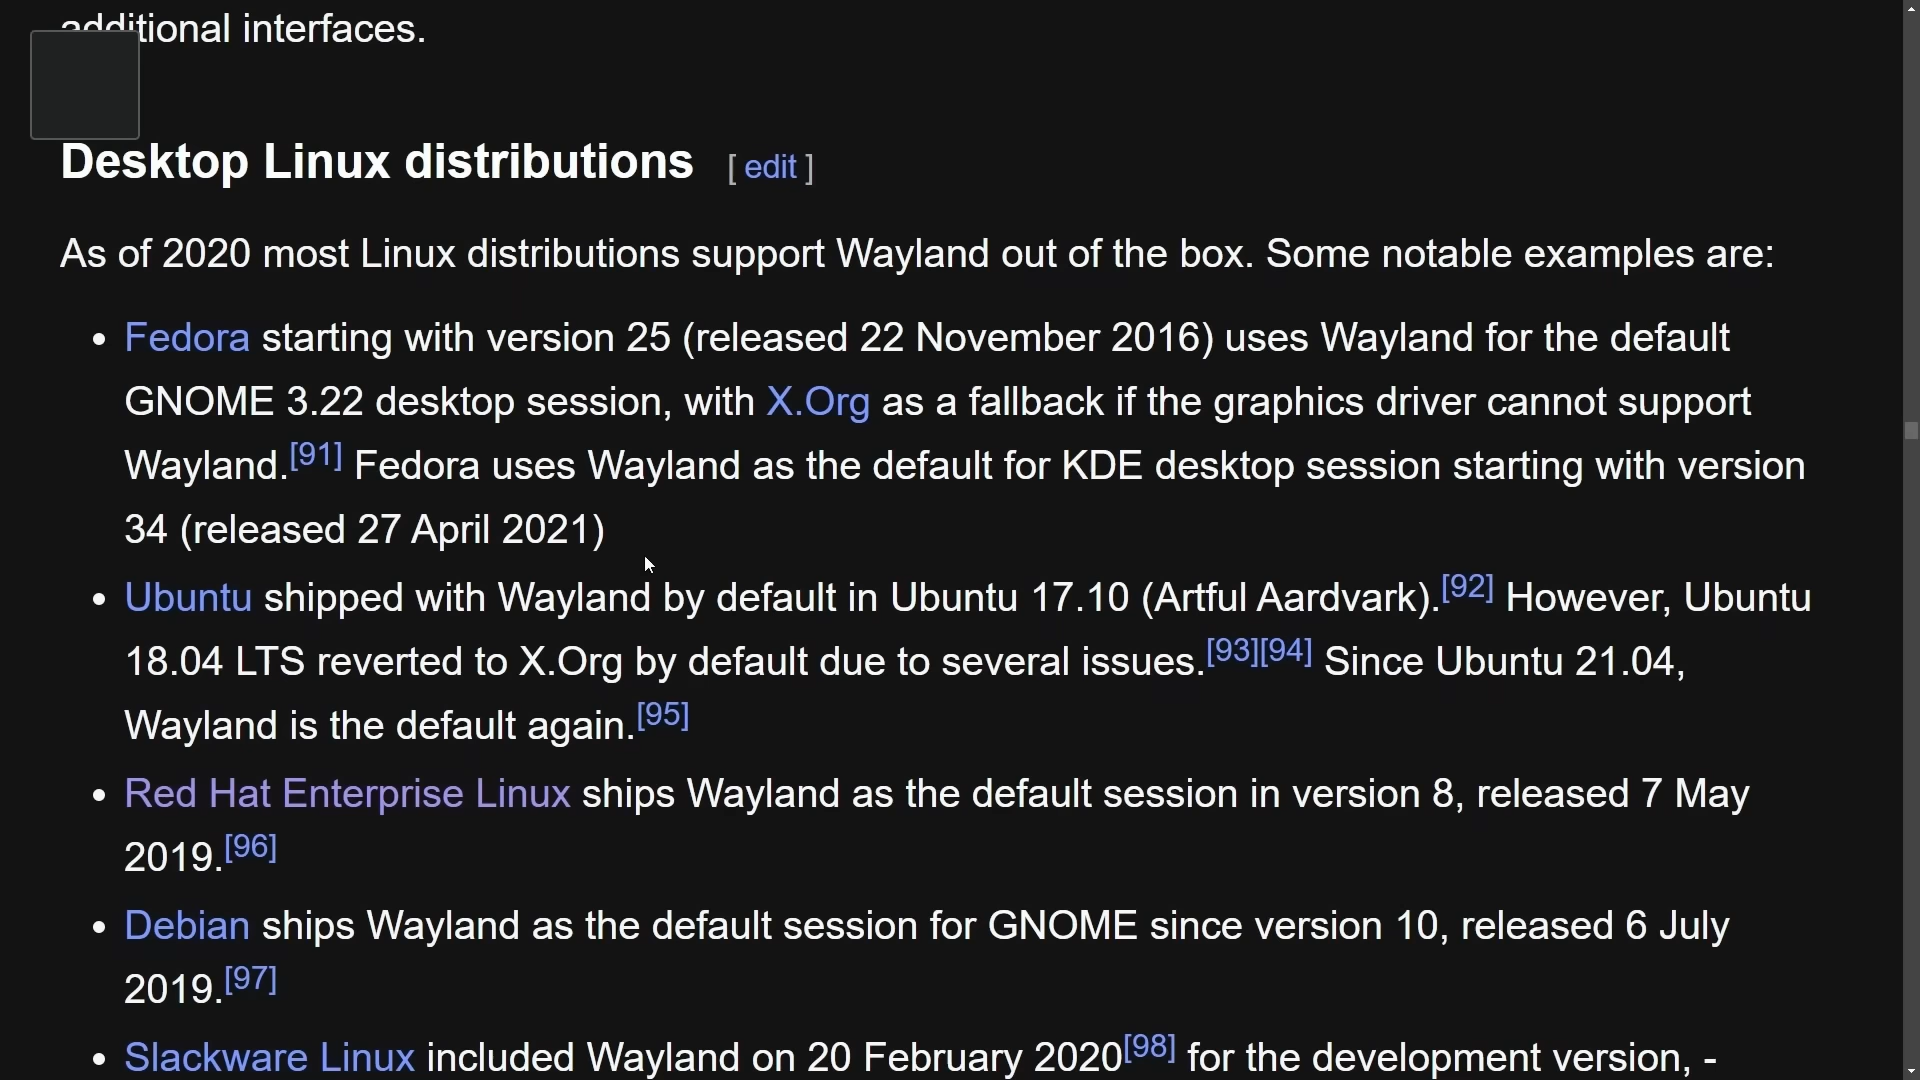 additional interfaces.
Desktop Linux distributions [ edit ]
As of 2020 most Linux distributions support Wayland out of the box. Some notable examples are:
• Fedora starting with version 25 (released 22 November 2016) uses Wayland for the default
GNOME 3.22 desktop session, with X.Org as a fallback if the graphics driver cannot support
Wayland.[91] Fedora uses Wayland as the default for KDE desktop session starting with version
34 (released 27 April 2021)
• Ubuntu shipped with Wayland by default in Ubuntu 17.10 (Artful Aardvark).[92] However, Ubuntu
18.04 LTS reverted to X.Org by default due to several issues.[93][94] Since Ubuntu 21.04,
Wayland is the default again.[95]
• Red Hat Enterprise Linux ships Wayland as the default session in version 8, released 7 May
2019.[96]
• Debian ships Wayland as the default session for GNOME since version 10, released 6 July
2019.[97]
• Slackware Linux included Wayland on 20 February 2020[98] for the development version, -